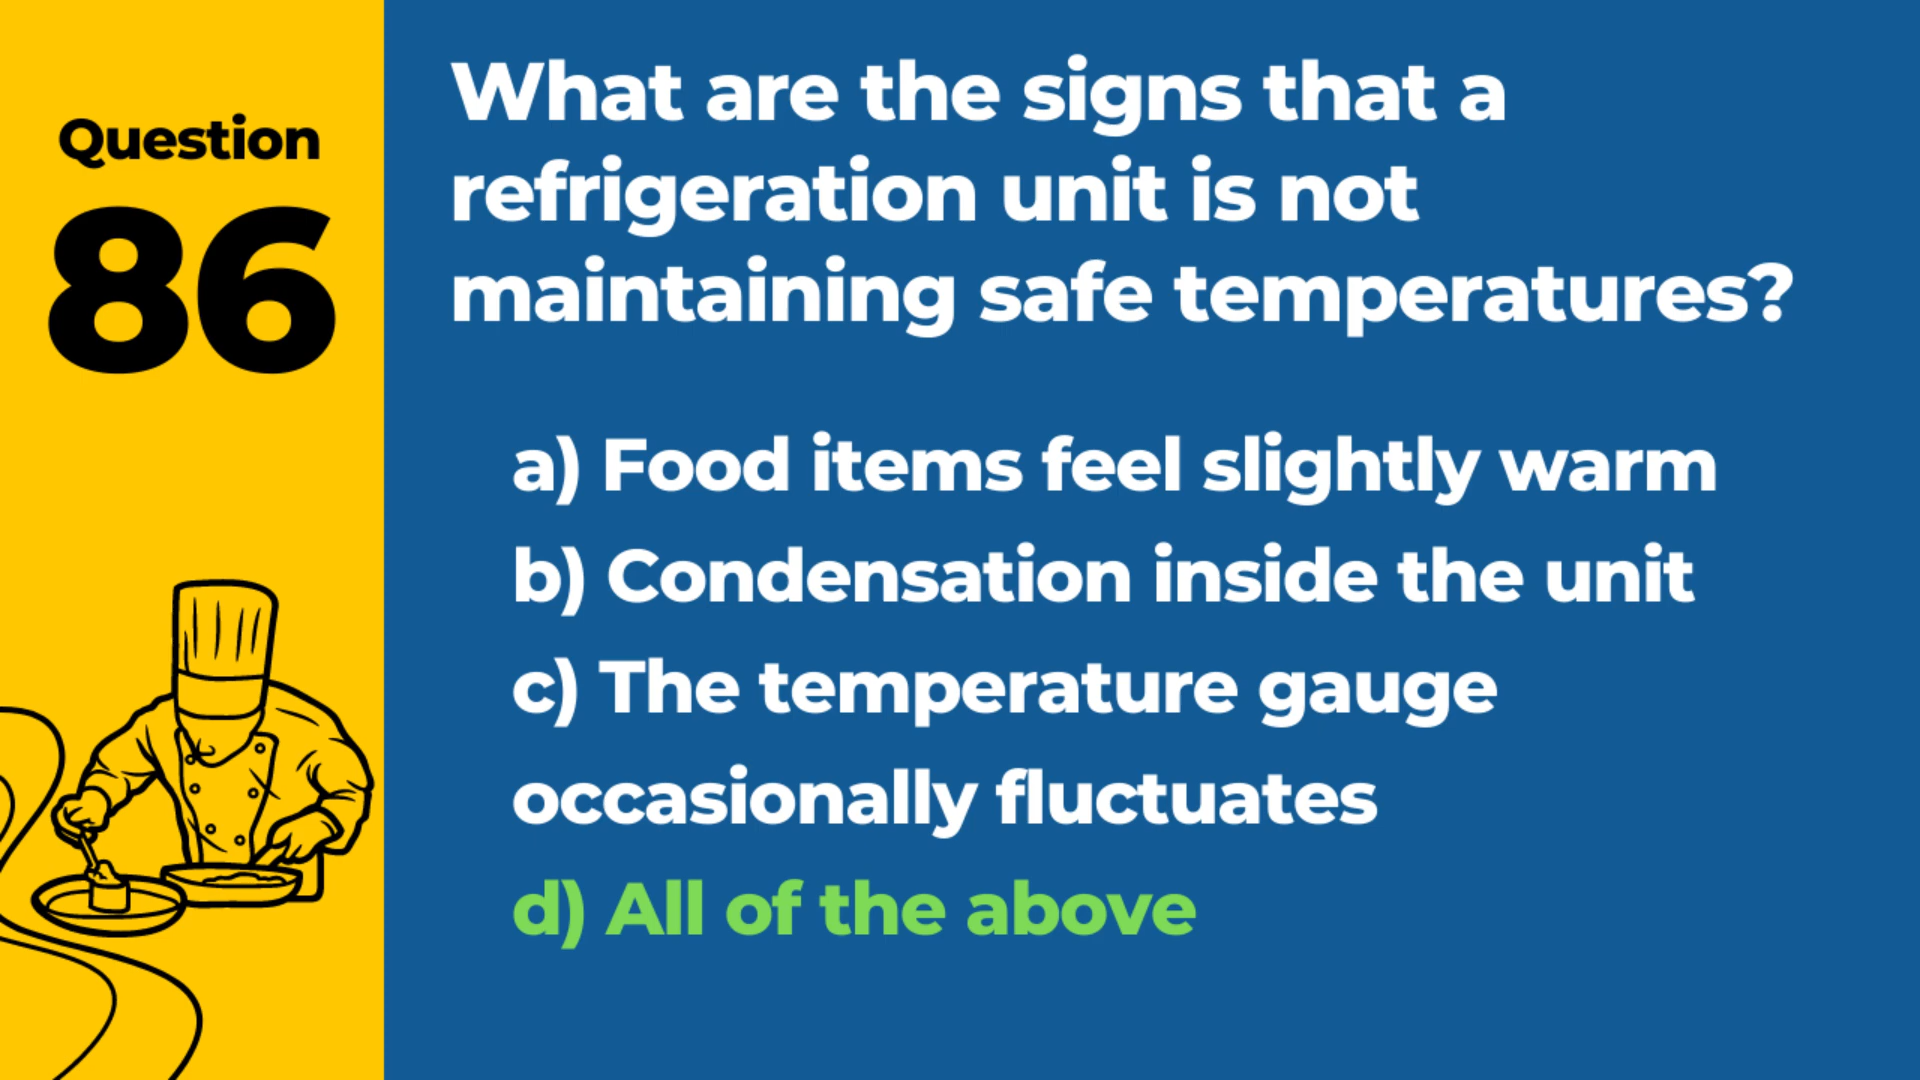 Question
86
What are the signs that a
refrigeration unit is not
maintaining safe temperatures?
a) Food items feel slightly warm
b) Condensation inside the unit
c) The temperature gauge
occasionally fluctuates
d) All of the above